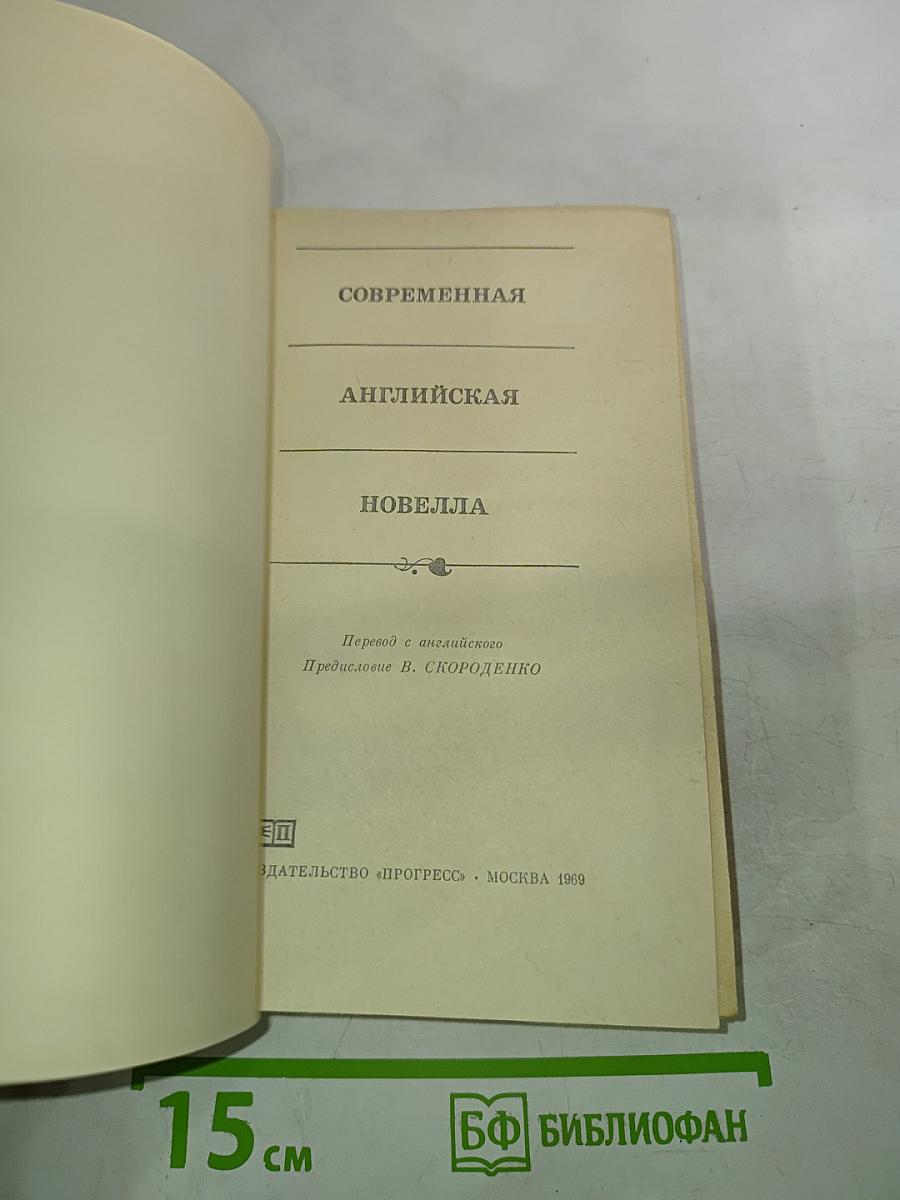 СОВРЕМЕННАЯ
АНГЛИЙСКАЯ
НОВЕЛЛА
Перевод с английского
Предисловие В. СКОРОДЕНКО
П
ЗДАТЕЛЬСТВО «ПРОГРЕСС» · МОСКВА 1969
15 см
БФ БИБЛИОФАН